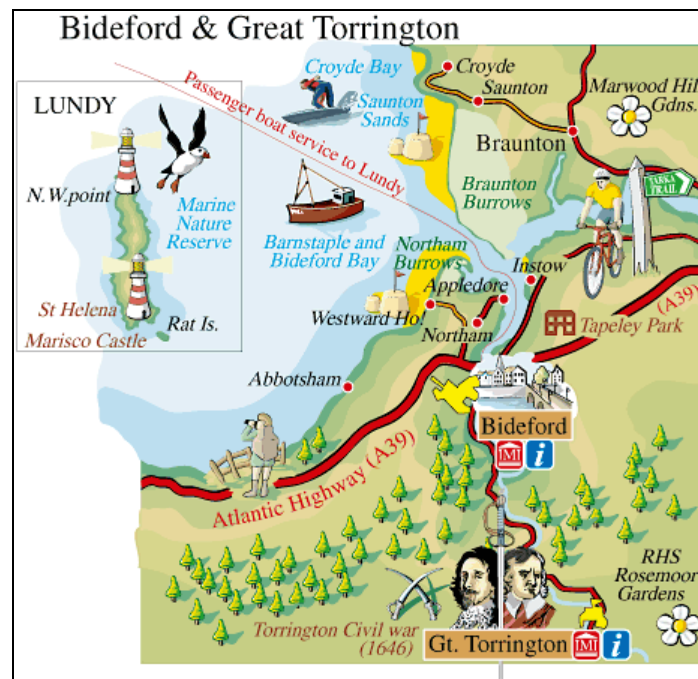 Bideford & Great Torrington
LUNDY
N.W.point
Marine
Nature
Reserve
St Helena
Marisco Castle
Rat Is.
Croyde Bay
Passenger boat service to Lundy
Saunton
Sands
Croyde
Saunton
Braunton
Marwood Hil
Gdns.
TARKA
TRAIL
Braunton
Burrows
Barnstaple and
Bideford Bay
Northam
Burrows
Instow
Appledore
Westward Ho!
Northam
(A39)
Tapeley Park
Abbotsham
Bideford
i
Atlantic Highway (A39)
RHS
Rosemoor
Gardens
Torrington Civil war
(1646)
Gt. Torrington
i